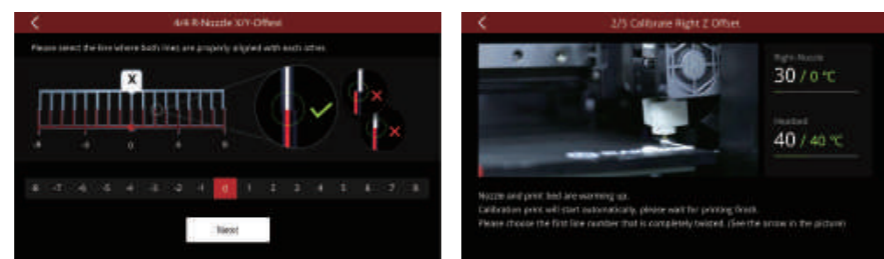 4/4 R-Nozzle X/Y-Offset
Please select the line where both lines are properly aligned with each other.
X
-8 -4 0 4 8
-8 -7 -6 -5 -4 -3 -2 -1 0 1 2 3 4 5 6 7 8
Next
2/5 Calibrate Right Z Offset
Right Nozzle
30 / 0 °C
Heatbed
40 / 40 °C
Nozzle and print bed are warming up.
Calibration print will start automatically, please wait for printing finish.
Please choose the first line number that is completely twisted. (See the arrow in the picture)